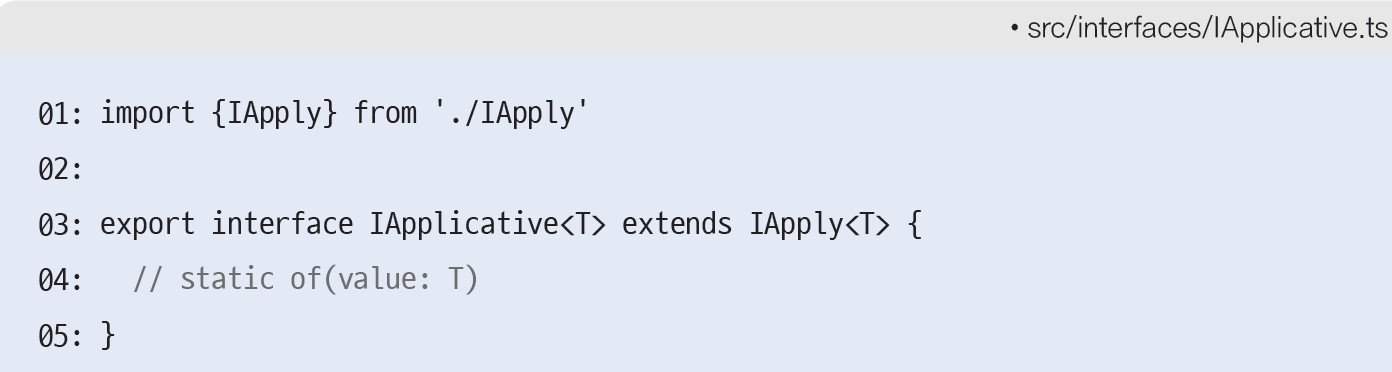 • src/interfaces/IApplicative.ts
01: import {IApply} from './IApply'
02:
03: export interface IApplicative<T> extends IApply<T> {
04:   // static of(value: T)
05: }